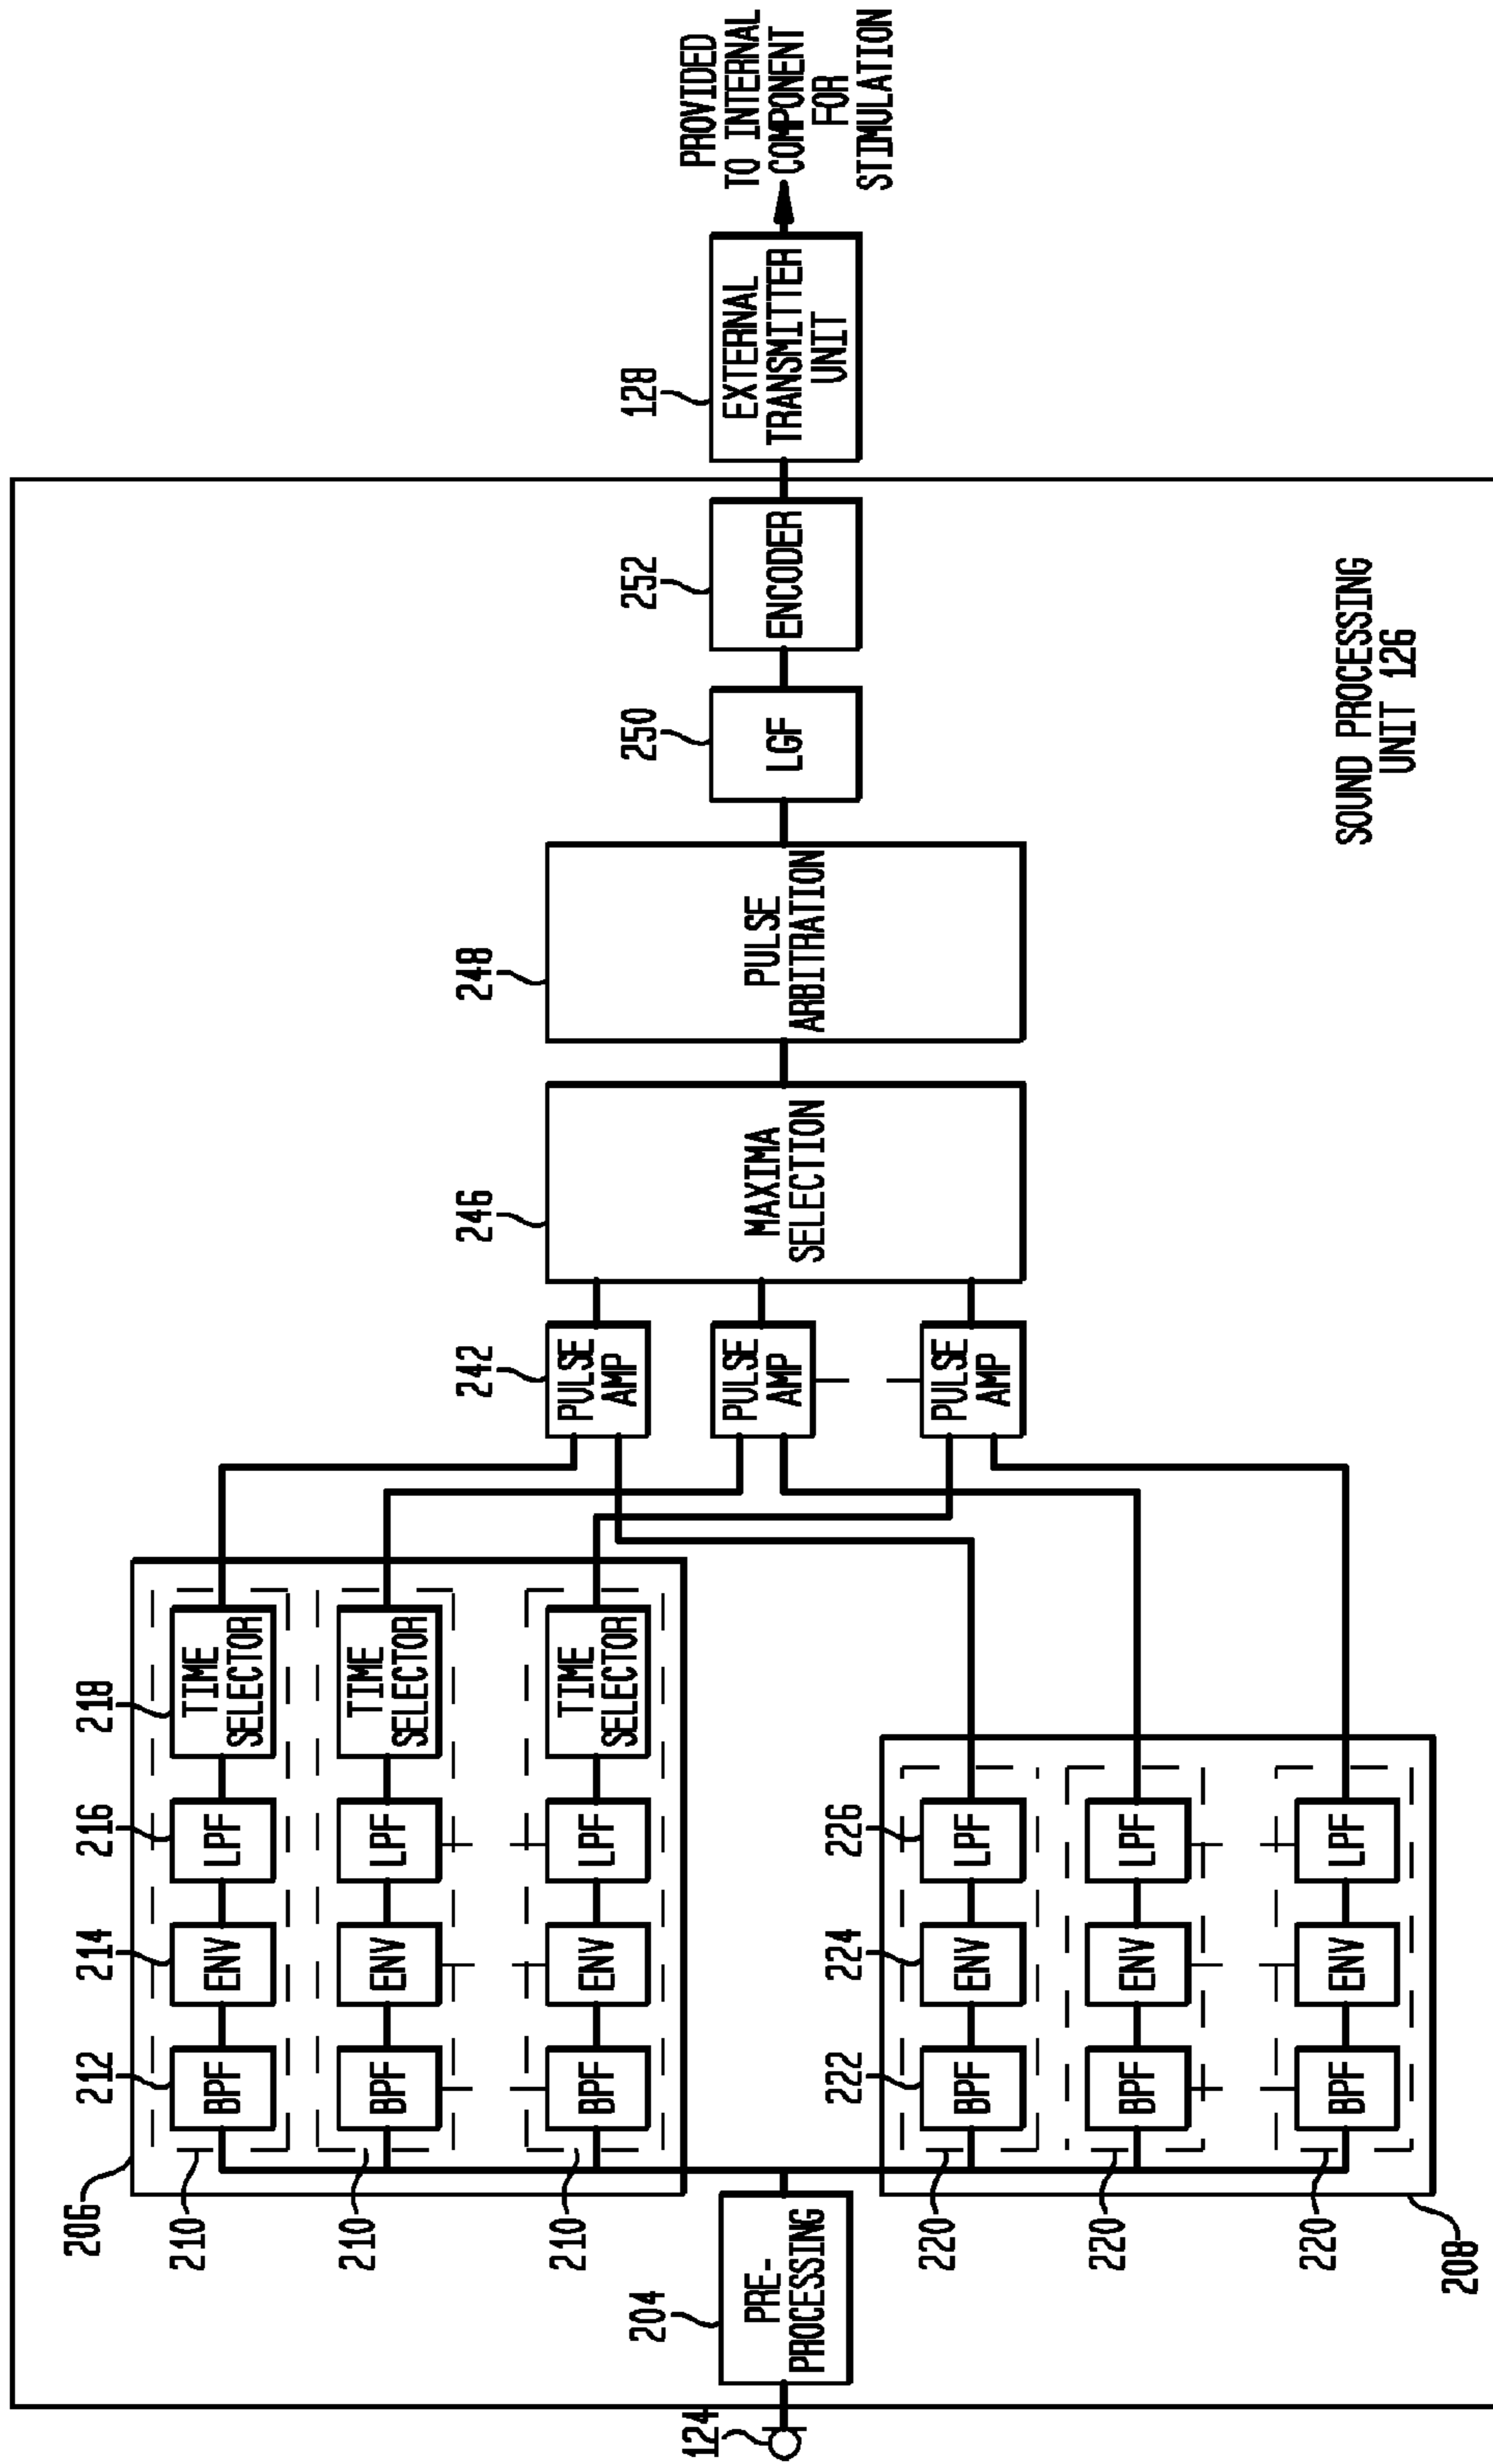 206
212
214
216
218
BPF
ENV
LPF
TIME
SELECTOR
210
BPF
ENV
LPF
TIME
SELECTOR
210
BPF
ENV
LPF
TIME
SELECTOR
210
242
PULSE
AMP
PULSE
AMP
PULSE
AMP
246
MAXIMA
SELECTION
248
PULSE
ARBITRATION
250
LGF
252
ENCODER
128
EXTERNAL
TRANSMITTER
UNIT
PROVIDED
TO INTERNAL
COMPONENT
FOR
STIMULATION
124
204
PRE-
PROCESSING
222
224
226
BPF
ENV
LPF
220
BPF
ENV
LPF
220
BPF
ENV
LPF
220
208
SOUND PROCESSING
UNIT 126